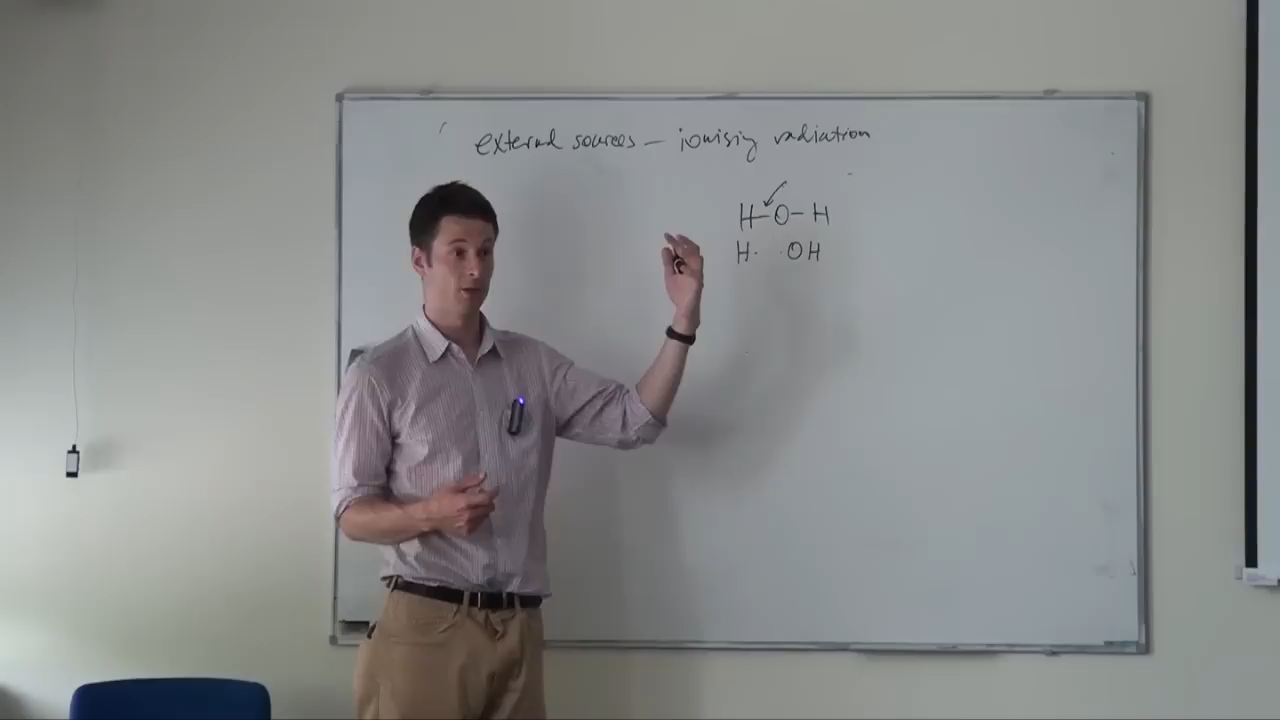 external sources – ionising radiation
H–O–H
H· ·OH